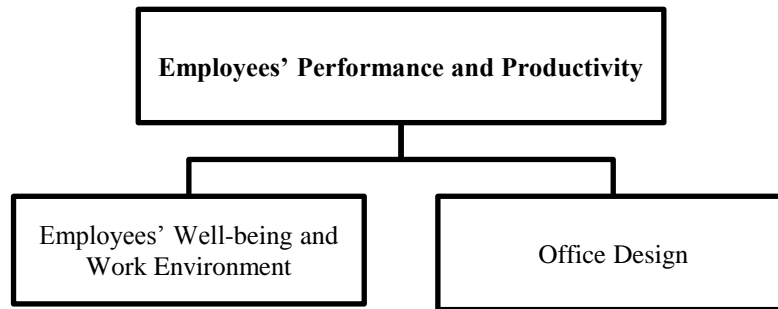 Employees’ Performance and Productivity
Employees’ Well-being and
Work Environment
Office Design